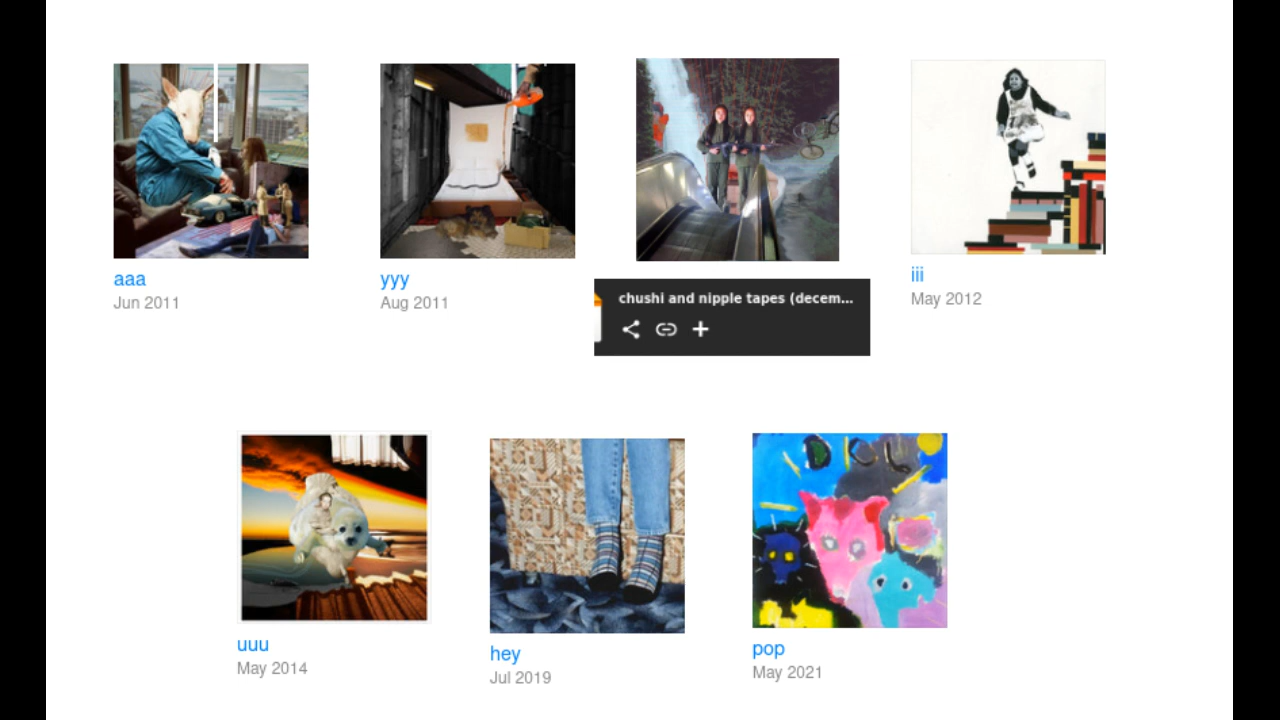 aaa
Jun 2011
yyy
Aug 2011
chushi and nipple tapes (decem...
iii
May 2012
uuu
May 2014
hey
Jul 2019
pop
May 2021